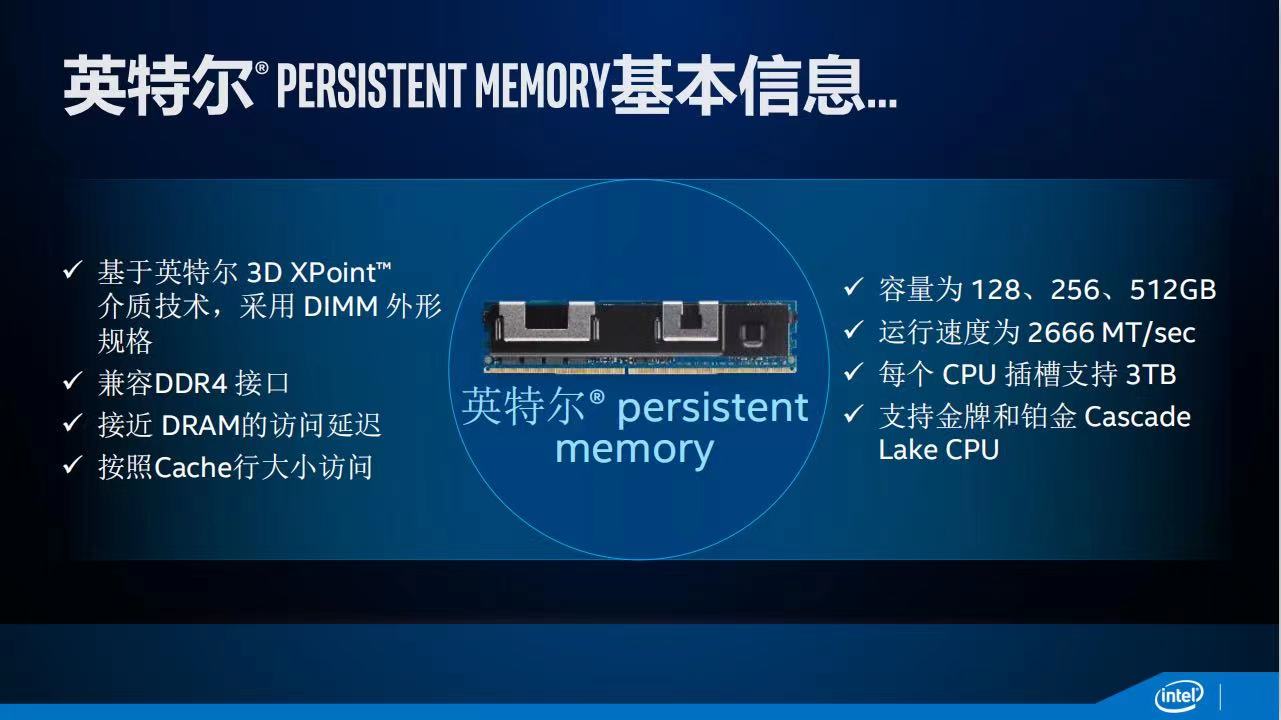 英特尔® PERSISTENT MEMORY基本信息...
基于英特尔 3D XPoint™
介质技术，采用 DIMM 外形
规格
兼容DDR4 接口
接近 DRAM的访问延迟
按照Cache行大小访问
英特尔® persistent
memory
容量为 128、256、512GB
运行速度为 2666 MT/sec
每个 CPU 插槽支持 3TB
支持金牌和铂金 Cascade
Lake CPU
intel